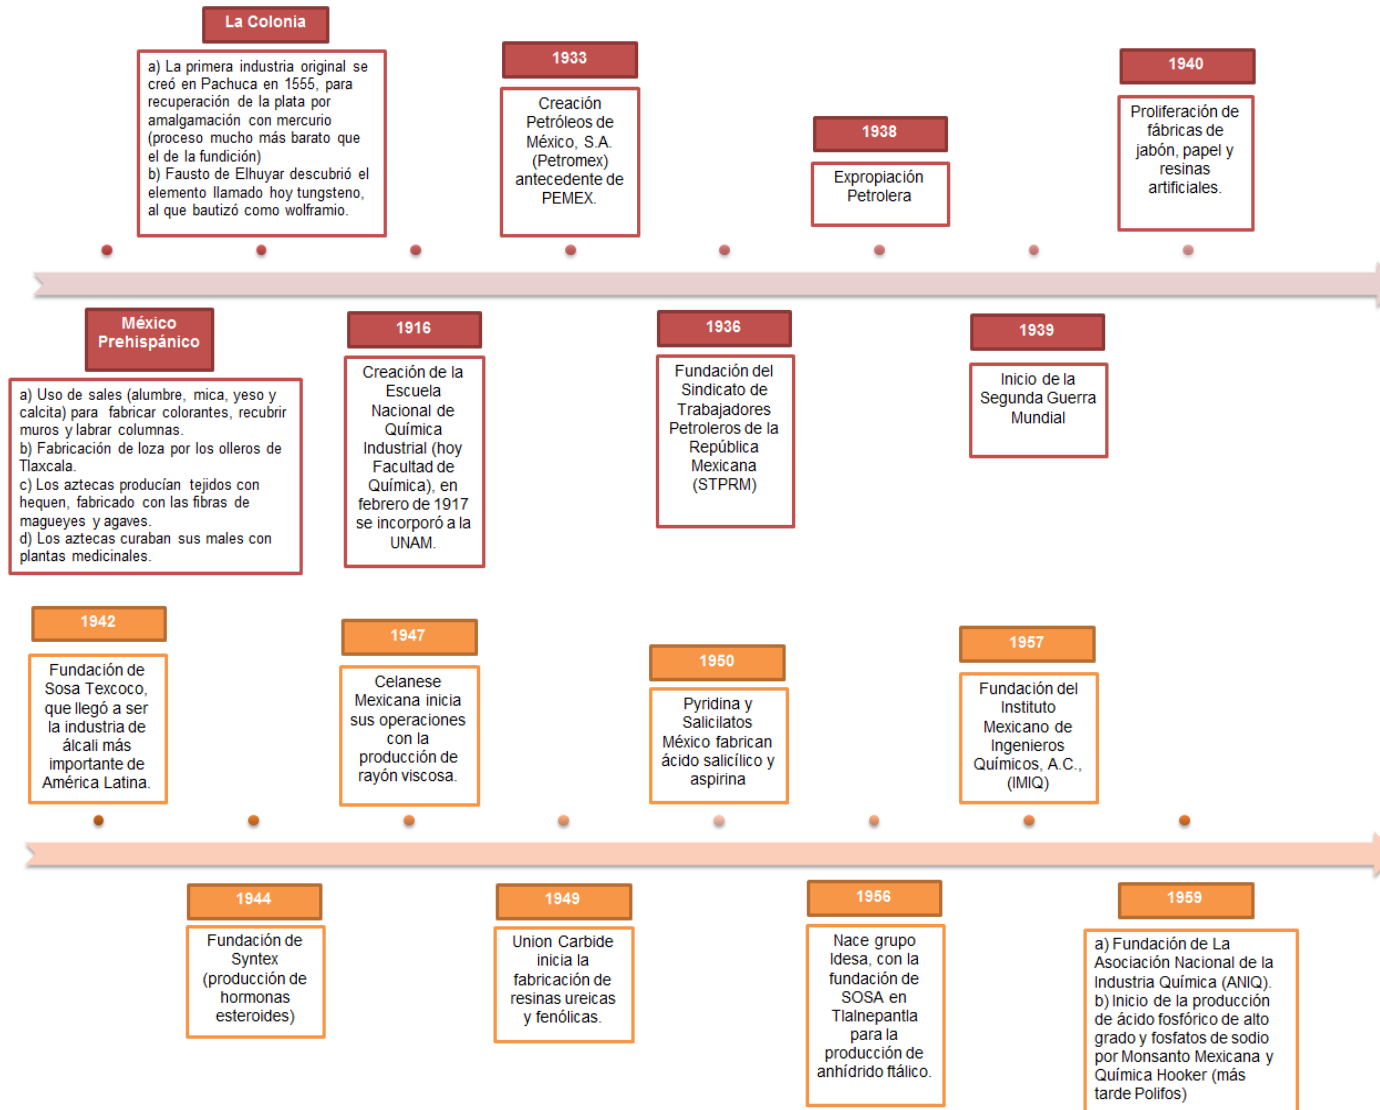 La Colonia
a) La primera industria original se
creó en Pachuca en 1555, para
recuperación de la plata por
amalgamación con mercurio
(proceso mucho más barato que
el de la fundición)
b) Fausto de Elhuyar descubrió el
elemento llamado hoy tungsteno,
al que bautizó como wolframio.
1933
Creación
Petróleos de
México, S.A.
(Petromex)
antecedente de
PEMEX.
1938
Expropiación
Petrolera
1940
Proliferación de
fábricas de
jabón, papel y
resinas
artificiales.
México
Prehispánico
a) Uso de sales (alumbre, mica, yeso y
calcita) para fabricar colorantes, recubrir
muros y labrar columnas.
b) Fabricación de loza por los olleros de
Tlaxcala.
c) Los aztecas producían tejidos con
hequen, fabricado con las fibras de
magueyes y agaves.
d) Los aztecas curaban sus males con
plantas medicinales.
1916
Creación de la
Escuela
Nacional de
Química
Industrial (hoy
Facultad de
Química), en
febrero de 1917
se incorporó a la
UNAM.
1936
Fundación del
Sindicato de
Trabajadores
Petroleros de la
República
Mexicana
(STPRM)
1939
Inicio de la
Segunda Guerra
Mundial
1942
Fundación de
Sosa Texcoco,
que llegó a ser
la industria de
álcali más
importante de
América Latina.
1947
Celanese
Mexicana inicia
sus operaciones
con la
producción de
rayón viscosa.
1950
Pyridina y
Salicilatos
México fabrican
ácido salicílico y
aspirina
1957
Fundación del
Instituto
Mexicano de
Ingenieros
Químicos, A.C.,
(IMIQ)
1944
Fundación de
Syntex
(producción de
hormonas
esteroides)
1949
Union Carbide
inicia la
fabricación de
resinas ureicas
y fenólicas.
1956
Nace grupo
Idesa, con la
fundación de
SOSA en
Tlalnepantla
para la
producción de
anhídrido ftálico.
1959
a) Fundación de La
Asociación Nacional de la
Industria Química (ANIQ).
b) Inicio de la producción
de ácido fosfórico de alto
grado y fosfatos de sodio
por Monsanto Mexicana y
Química Hooker (más
tarde Polifos)